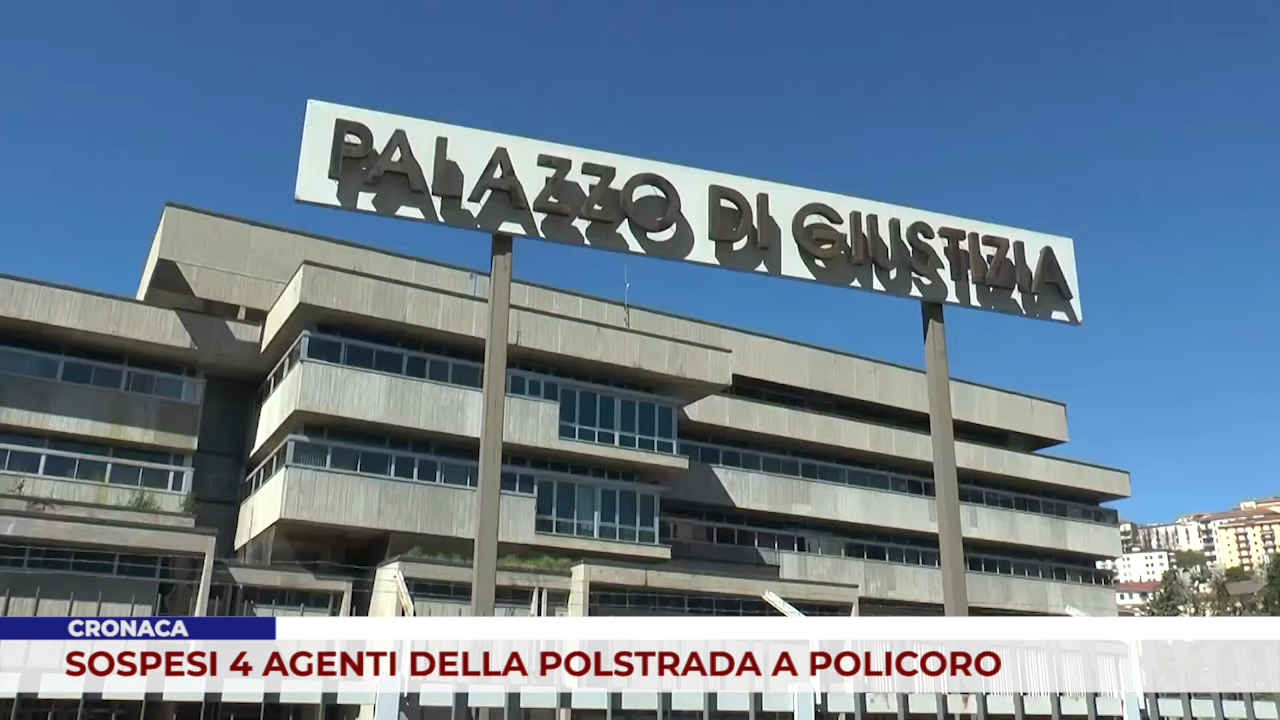 PALAZZO DI GIUSTIZIA
CRONACA
SOSPESI 4 AGENTI DELLA POLSTRADA A POLICORO